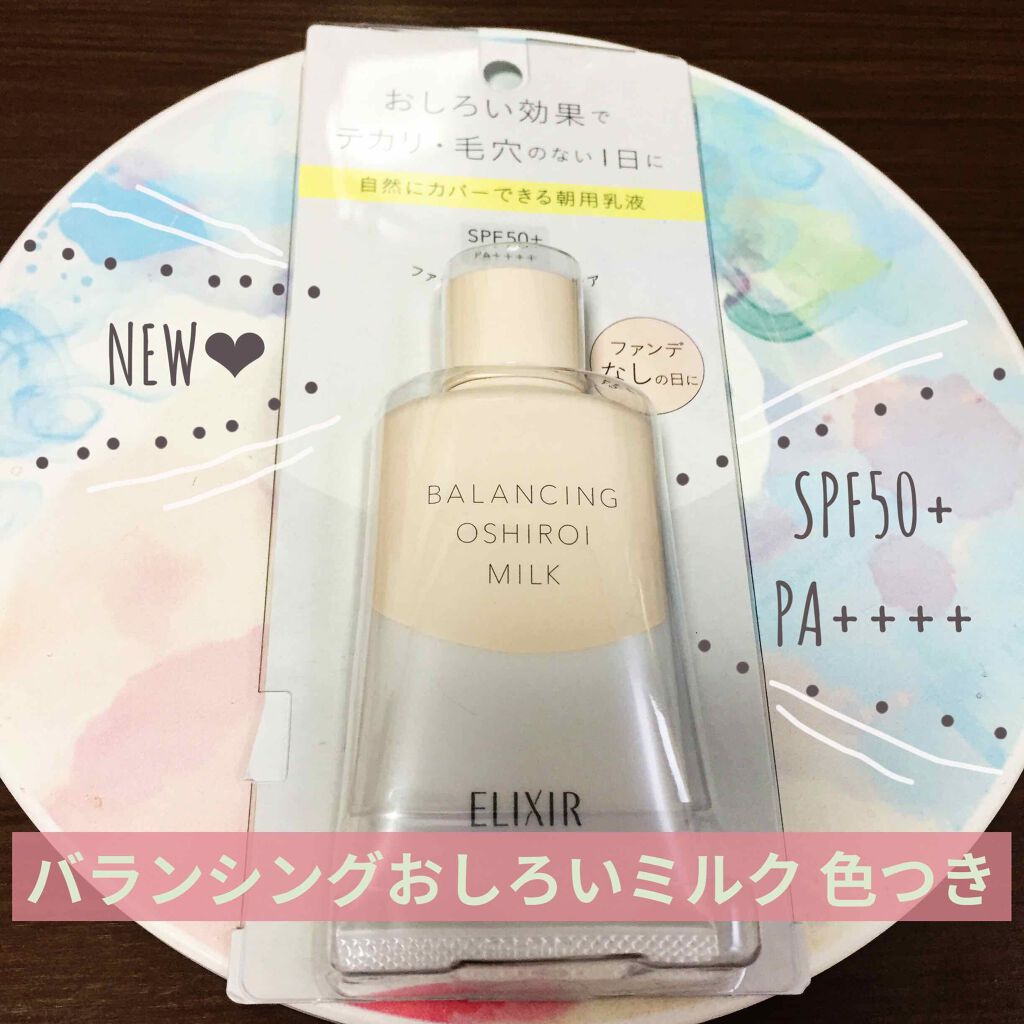 おしろい効果で
テカリ・毛穴のない1日に
自然にカバーできる朝用乳液
SPF50+
PA++++
ファンデ
なしの日に
NEW❤
BALANCING
OSHIROI
MILK
SPF50+
PA++++
ELIXIR
バランシングおしろいミルク 色つき